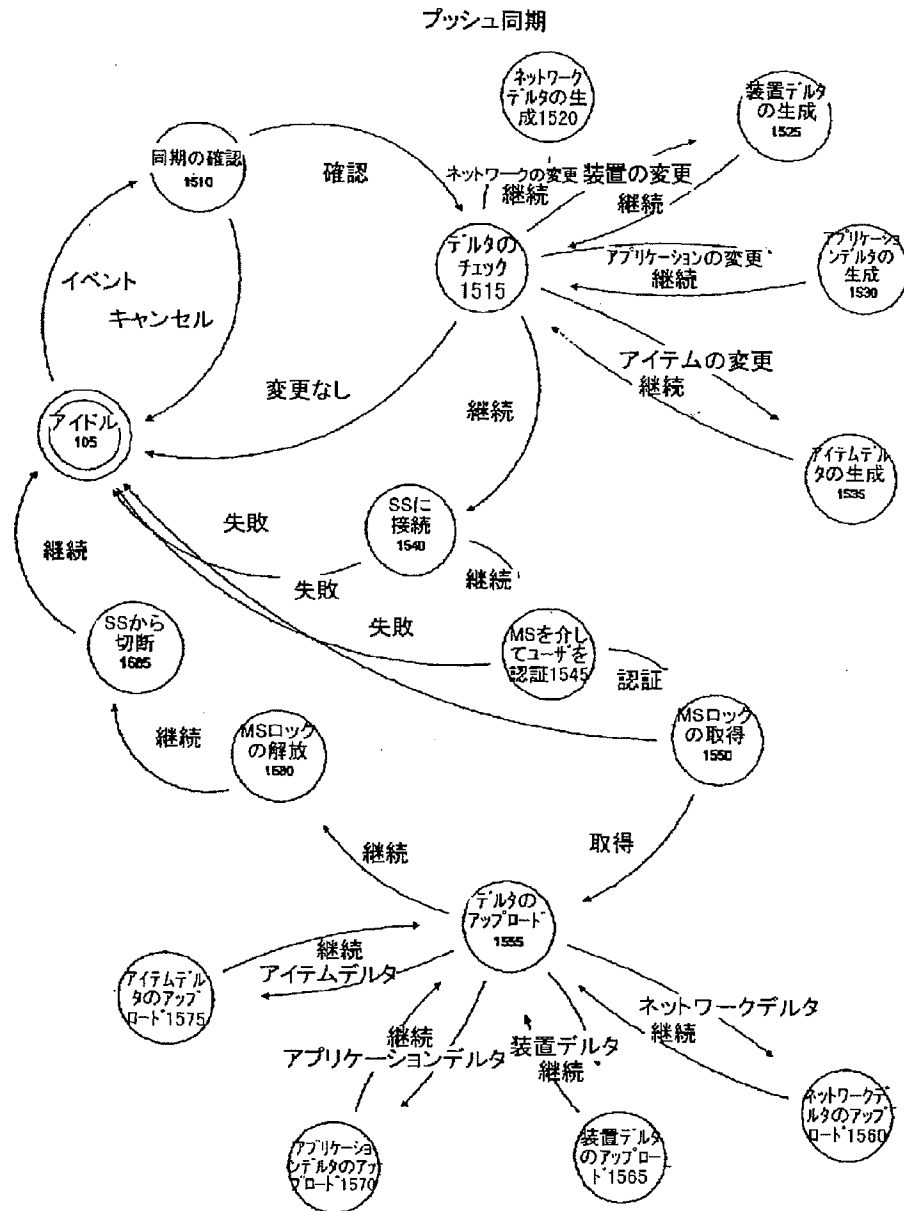 プッシュ同期
ネットワーク
デルタの生
成1520
装置デルタ
の生成
1525
同期の確認
1510
確認
ネットワークの変更
継続
装置の変更
継続
デルタの
チェック
1515
アプリケーションの変更
継続
アプリケーショ
ンデルタの
生成
1530
イベント
キャンセル
アイテムの変更
継続
変更なし
継続
アイドル
105
アイテムデル
タの生成
1535
SSに
接続
1540
失敗
継続
継続
失敗
SSから
切断
1585
失敗
MSを介し
てユーザを
認証1545
認証
MSロック
の取得
1550
継続
MSロック
の解放
1580
取得
継続
デルタの
アップロード
1555
継続
アイテムデルタ
アイテムデル
タのアップ
ロード1575
ネットワークデルタ
継続
継続
アプリケーションデルタ
装置デルタ
継続
ネットワークデ
ルタのアップ
ロード1560
アプリケーショ
ンデルタのアッ
プロード1570
装置デルタ
のアップロー
ド1565